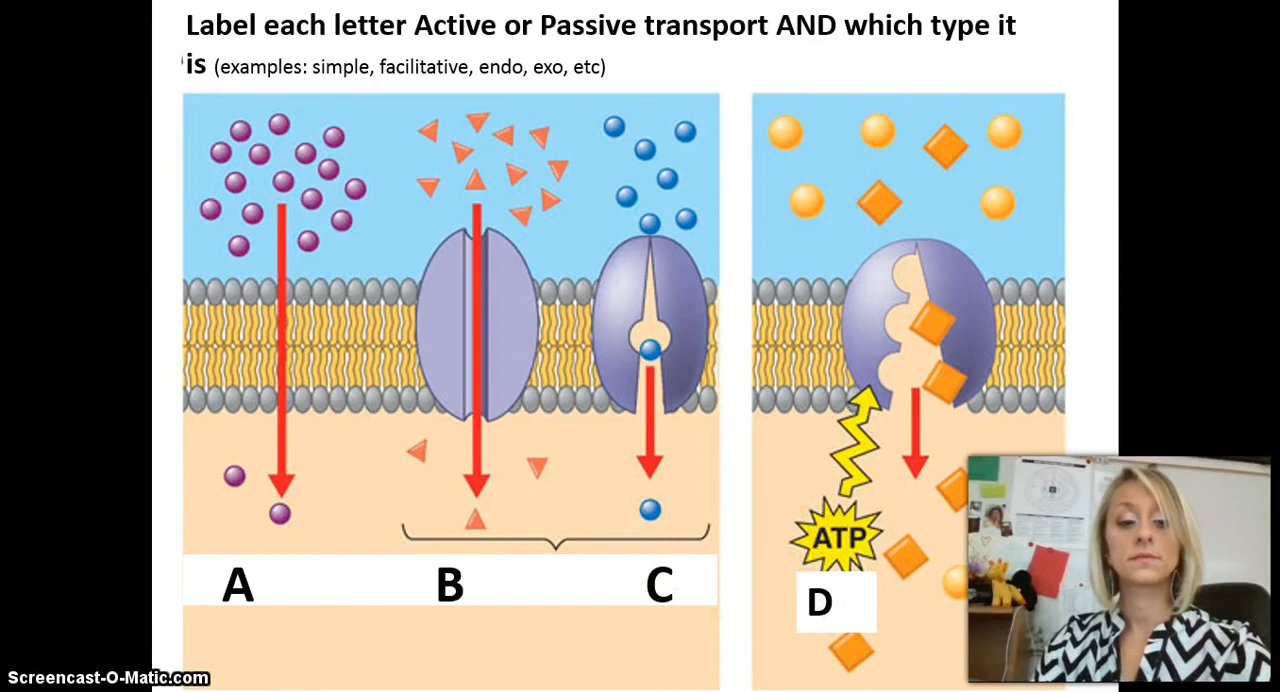 Label each letter Active or Passive transport AND which type it
is (examples: simple, facilitative, endo, exo, etc)
ATP
A B C
D
Screencast-O-Matic.com